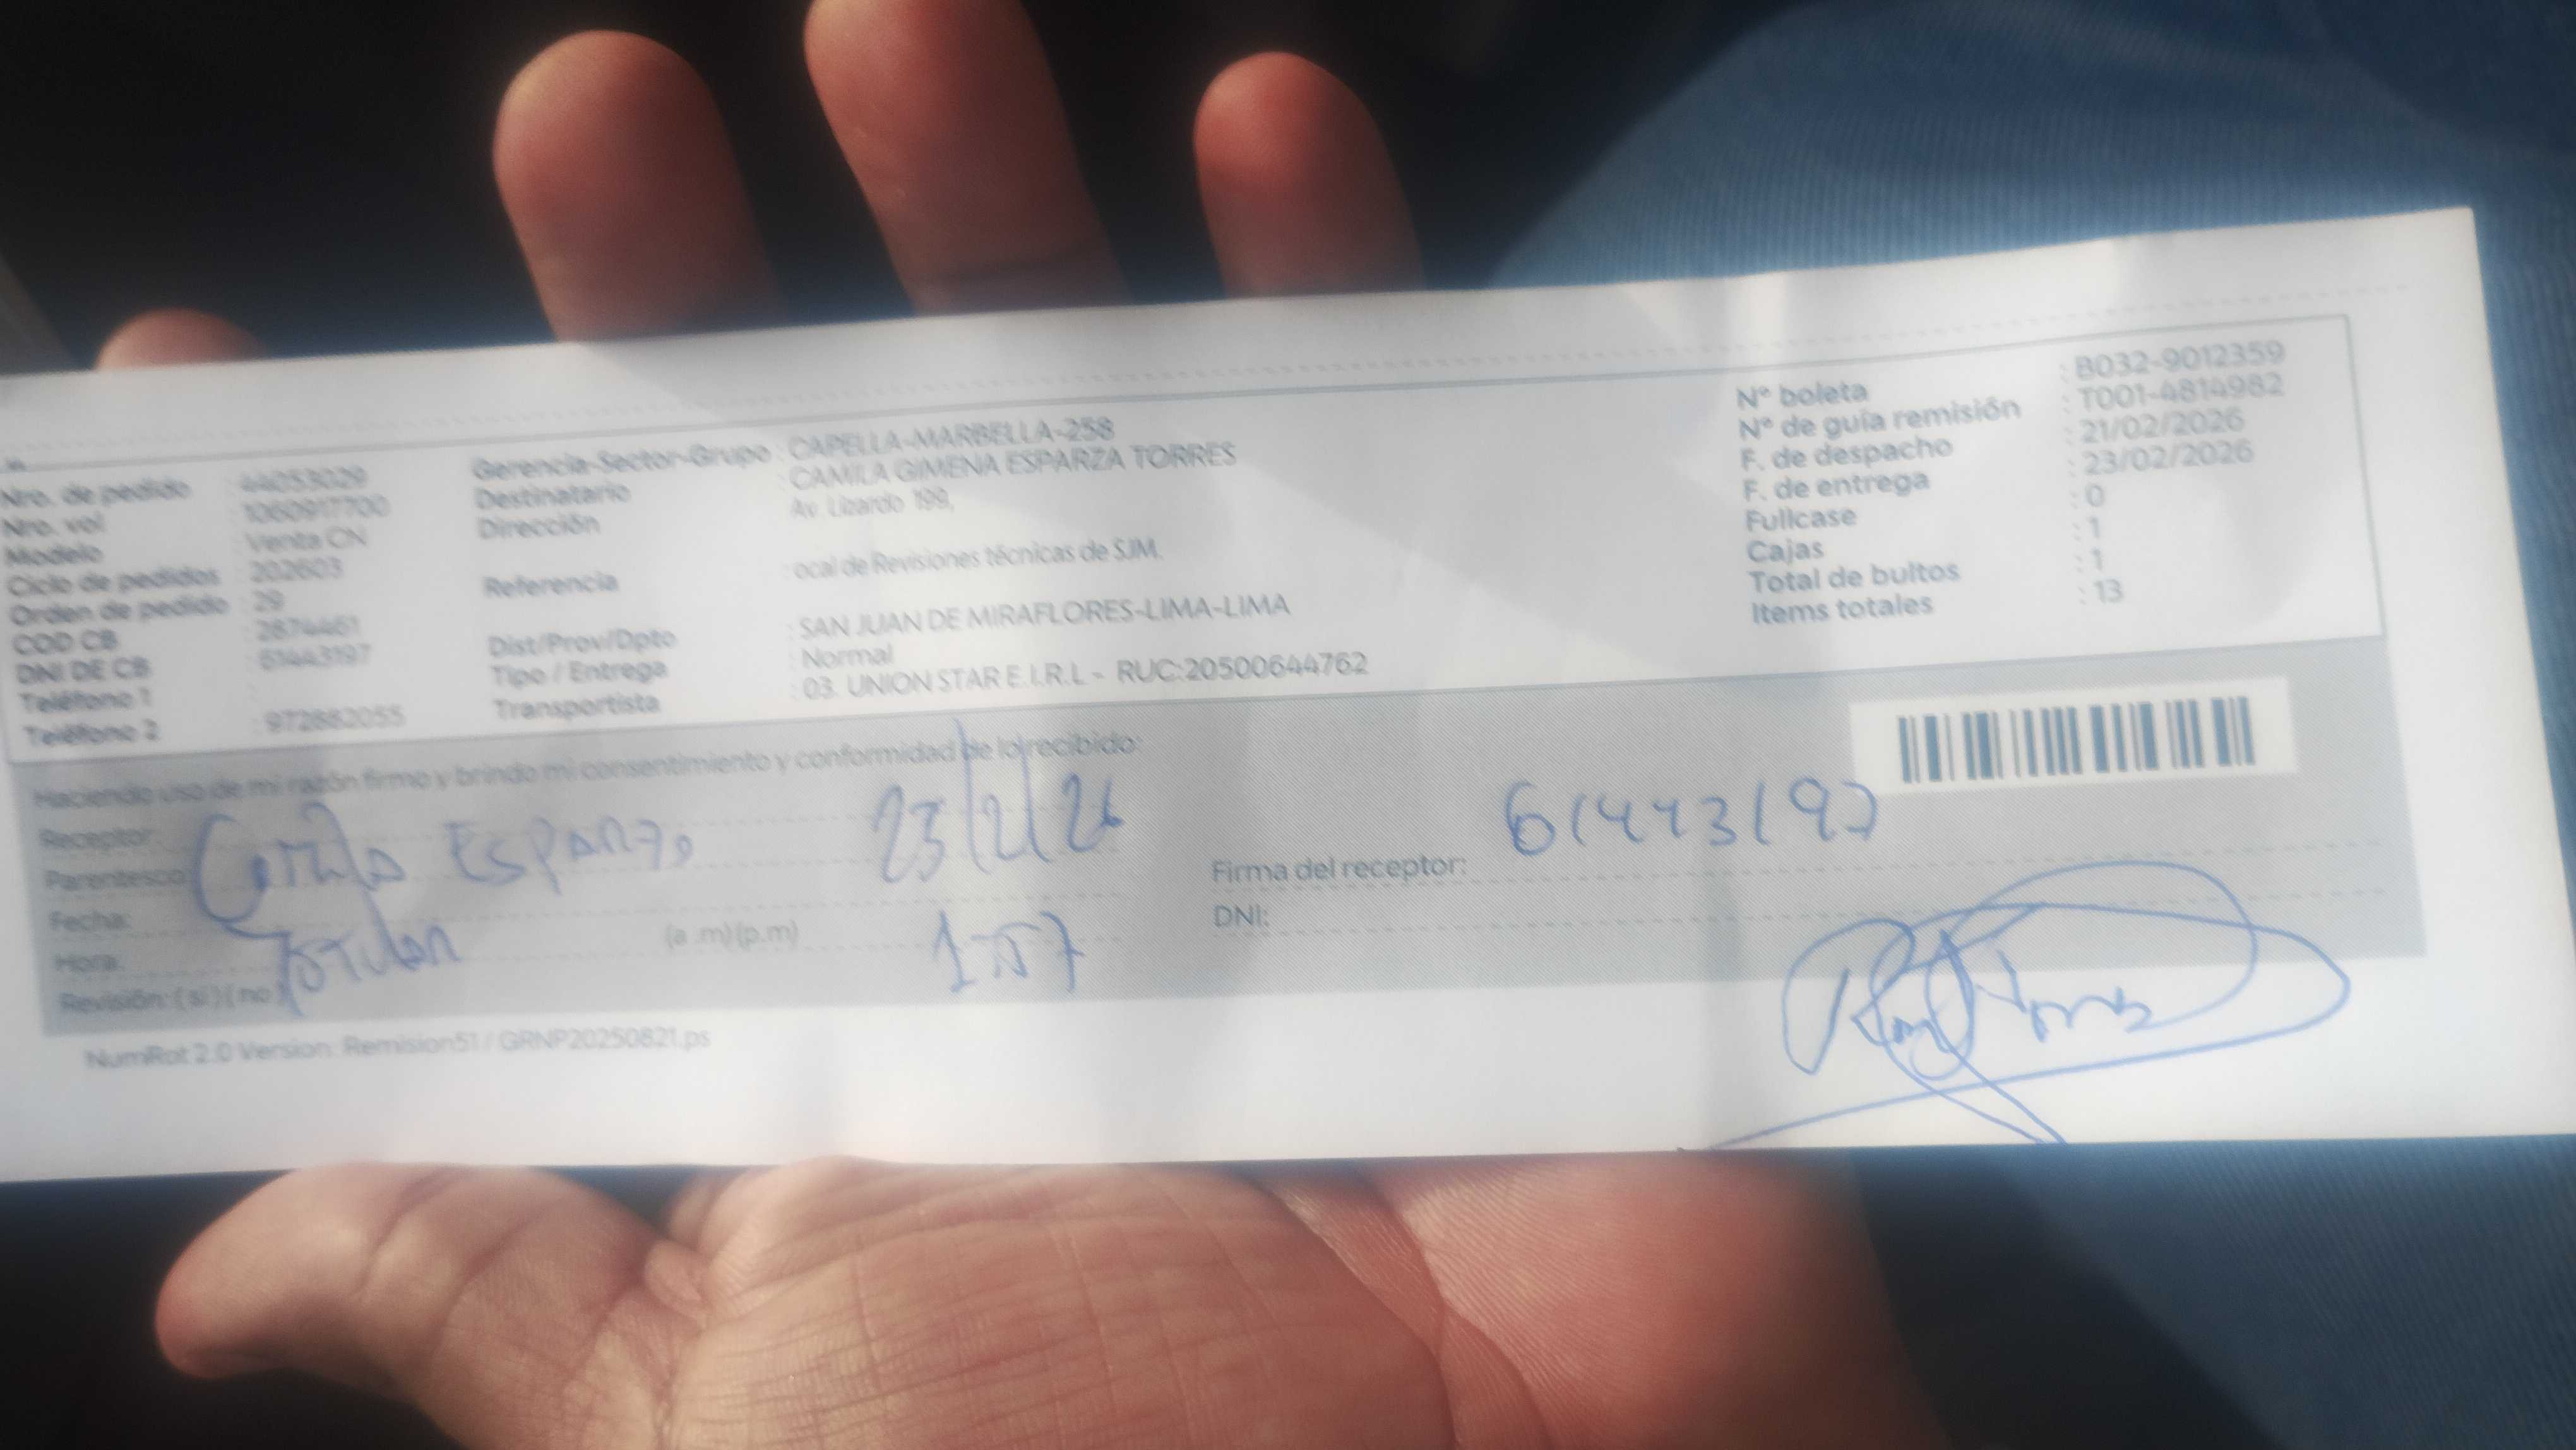 Nro. de pedido : 44053029
Nro. vol : 1060917700
Modelo : Venta CN
Ciclo de pedidos : 202603
Orden de pedido : 29
COD CB : 2874461
DNI DE CB : 61443197
Teléfono 1 :
Teléfono 2 : 972882055
Gerencia-Sector-Grupo : CAPELLA-MARBELLA-258
Destinatario : CAMILA GIMENA ESPARZA TORRES
Dirección : Av. Lizardo 199,
Referencia : ocal de Revisiones técnicas de SJM.
Dist/Prov/Dpto : SAN JUAN DE MIRAFLORES-LIMA-LIMA
Tipo / Entrega : Normal
Transportista : 03. UNION STAR E.I.R.L - RUC:20500644762
N° boleta : B032-9012359
N° de guía remisión : T001-4814982
F. de despacho : 21/02/2026
F. de entrega : 23/02/2026
Fullcase : 0
Cajas : 1
Total de bultos : 1
Items totales : 13
Haciendo uso de mi razón firmo y brindo mi consentimiento y conformidad de lo recibido:
Receptor: Camila Esparza
Parentesco:
23/2/26
Fecha:
Hora: (a .m) (p.m)
Titular 1:57
Revisión: ( si ) ( no )
61443197
Firma del receptor:
DNI:
NumRot 2.0 Version: Remision51 / GRNP20250821.ps